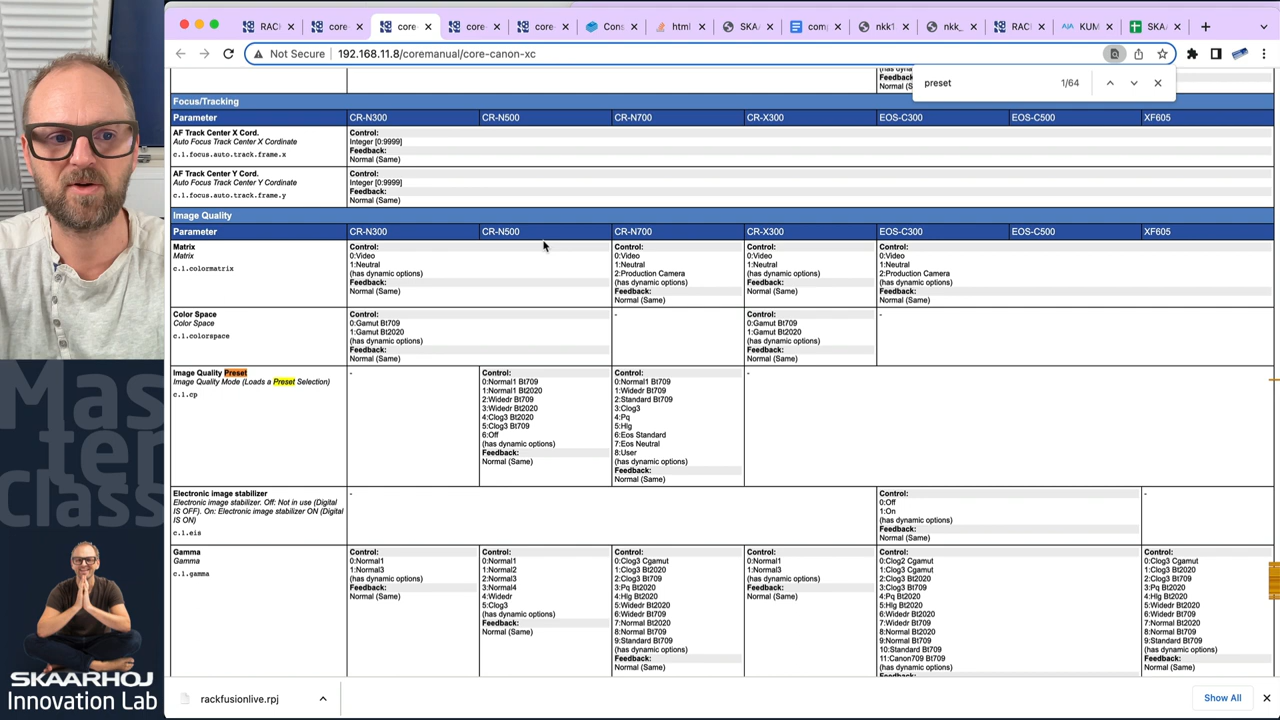 RACK
core-
core-
core-
core-
Cons
html
SKAA
comp
nkk1
nkk_
RACK
UMM
SKAA
Not Secure 192.168.11.8/coremanual/core-canon-xc
preset 1/64
Feedback:
Normal (S
Focus/Tracking
Parameter CR-N300 CR-N500 CR-N700 CR-X300 EOS-C300 EOS-C500 XF605
AF Track Center X Cord.
Auto Focus Track Center X Cordinate
c.1.focus.auto.track.frame.x
Control:
Integer [0:9999]
Feedback:
Normal (Same)
AF Track Center Y Cord.
Auto Focus Track Center Y Cordinate
c.1.focus.auto.track.frame.y
Control:
Integer [0:9999]
Feedback:
Normal (Same)
Image Quality
Parameter CR-N300 CR-N500 CR-N700 CR-X300 EOS-C300 EOS-C500 XF605
Matrix
Matrix
c.1.colormatrix
Control:
0:Video
1:Neutral
(has dynamic options)
Feedback:
Normal (Same)
Control:
0:Video
1:Neutral
2:Production Camera
(has dynamic options)
Feedback:
Normal (Same)
Control:
0:Video
1:Neutral
(has dynamic options)
Feedback:
Normal (Same)
Control:
0:Video
1:Neutral
2:Production Camera
(has dynamic options)
Feedback:
Normal (Same)
Color Space
Color Space
c.1.colorspace
Control:
0:Gamut Bt709
1:Gamut Bt2020
(has dynamic options)
Feedback:
Normal (Same)
-
Control:
0:Gamut Bt709
1:Gamut Bt2020
(has dynamic options)
Feedback:
Normal (Same)
-
Image Quality Preset
Image Quality Mode (Loads a Preset Selection)
c.1.cp
-
Control:
0:Normal1 Bt709
1:Normal1 Bt2020
2:Widedr Bt709
3:Widedr Bt2020
4:Clog3 Bt2020
5:Clog3 Bt709
6:Off
(has dynamic options)
Feedback:
Normal (Same)
Control:
0:Normal1 Bt709
1:Widedr Bt709
2:Standard Bt709
3:Clog3
4:Pq
5:Hlg
6:Eos Standard
7:Eos Neutral
8:User
(has dynamic options)
Feedback:
Normal (Same)
-
Electronic image stabilizer
Electronic image stabilizer. Off: Not in use (Digital
IS OFF). On: Electronic image stabilizer ON (Digital
IS ON)
c.1.eis
-
Control:
0:Off
1:On
(has dynamic options)
Feedback:
Normal (Same)
-
Gamma
Gamma
c.1.gamma
Control:
0:Normal1
1:Normal3
(has dynamic options)
Feedback:
Normal (Same)
Control:
0:Normal1
1:Normal2
2:Normal3
3:Normal4
4:Widedr
5:Clog3
(has dynamic options)
Feedback:
Normal (Same)
Control:
0:Clog3 Cgamut
1:Clog3 Bt2020
2:Clog3 Bt709
3:Pq Bt2020
4:Hlg Bt2020
5:Widedr Bt2020
6:Widedr Bt709
7:Normal Bt2020
8:Normal Bt709
9:Standard Bt709
(has dynamic options)
Feedback:
Normal (Same)
Control:
0:Normal1
1:Normal3
(has dynamic options)
Feedback:
Normal (Same)
Control:
0:Clog2 Cgamut
1:Clog3 Cgamut
2:Clog3 Bt2020
3:Clog3 Bt709
4:Pq Bt2020
5:Hlg Bt2020
6:Widedr Bt2020
7:Widedr Bt709
8:Normal Bt2020
9:Normal Bt709
10:Standard Bt709
11:Canon709 Bt709
(has dynamic options)
Control:
0:Clog3 Cgamut
1:Clog3 Bt2020
2:Clog3 Bt709
3:Pq Bt2020
4:Hlg Bt2020
5:Widedr Bt2020
6:Widedr Bt709
7:Normal Bt2020
8:Normal Bt709
9:Standard Bt709
(has dynamic options)
Feedback:
Normal (Same)
rackfusionlive.rpj
Show All
Mas
ter
Class
SKAARHOJ
Innovation Lab